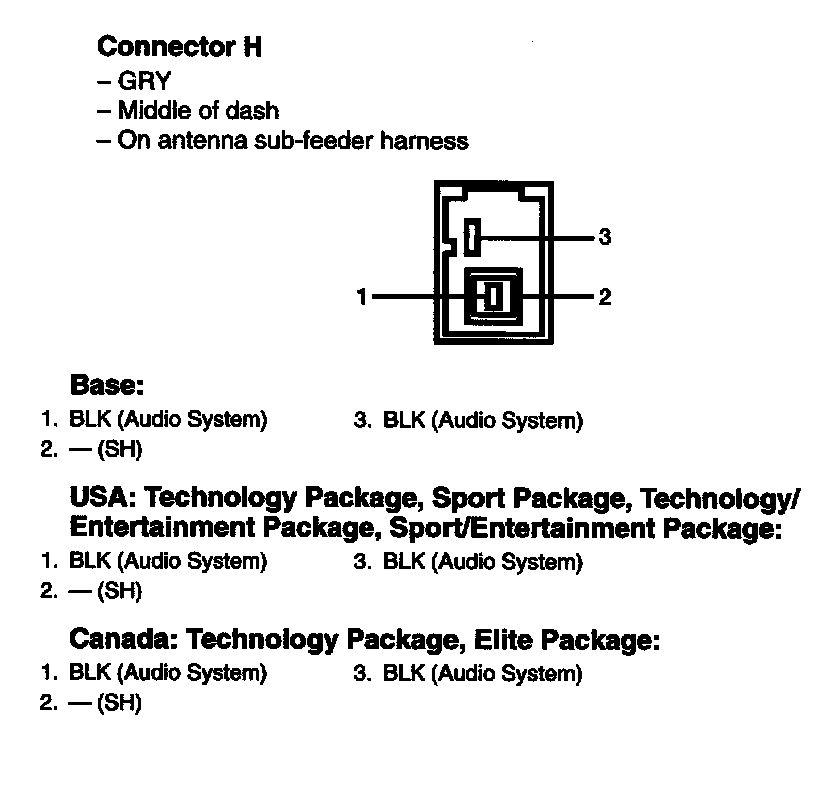 Connector H
– GRY
– Middle of dash
– On antenna sub-feeder harness
3
1
2
Base:
1. BLK (Audio System) 3. BLK (Audio System)
2. — (SH)
USA: Technology Package, Sport Package, Technology/
Entertainment Package, Sport/Entertainment Package:
1. BLK (Audio System) 3. BLK (Audio System)
2. — (SH)
Canada: Technology Package, Elite Package:
1. BLK (Audio System) 3. BLK (Audio System)
2. — (SH)